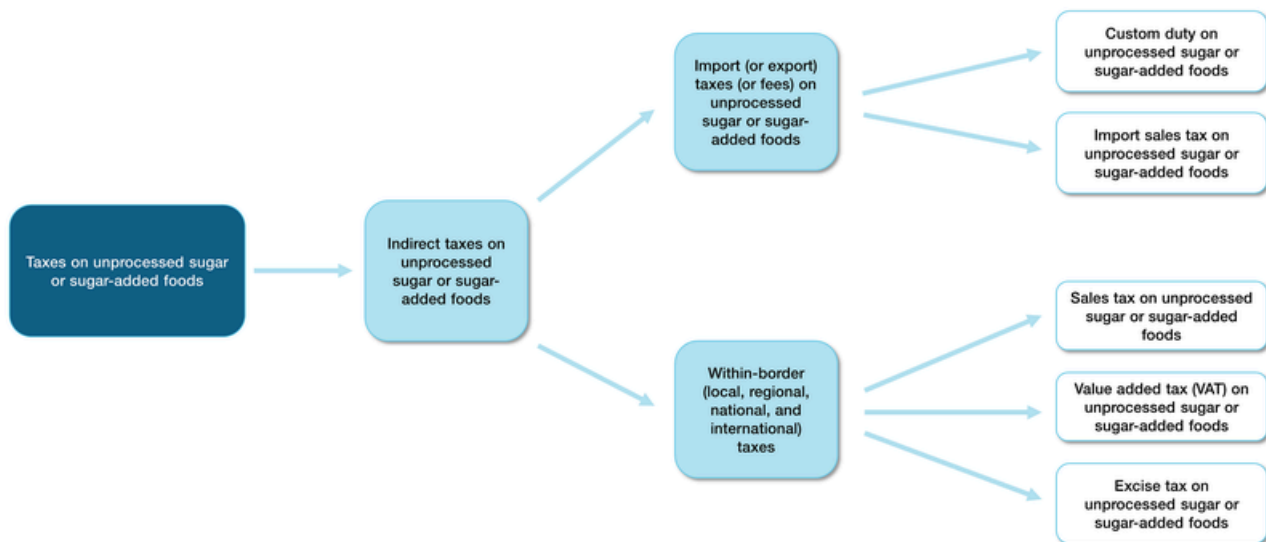 Taxes on unprocessed sugar
or sugar-added foods
Indirect taxes on
unprocessed
sugar or sugar-
added foods
Import (or export)
taxes (or fees) on
unprocessed
sugar or sugar-
added foods
Custom duty on
unprocessed sugar or
sugar-added foods
Import sales tax on
unprocessed sugar or
sugar-added foods
Within-border
(local, regional,
national, and
international)
taxes
Sales tax on unprocessed
sugar or sugar-added
foods
Value added tax (VAT) on
unprocessed sugar or
sugar-added foods
Excise tax on
unprocessed sugar or
sugar-added foods